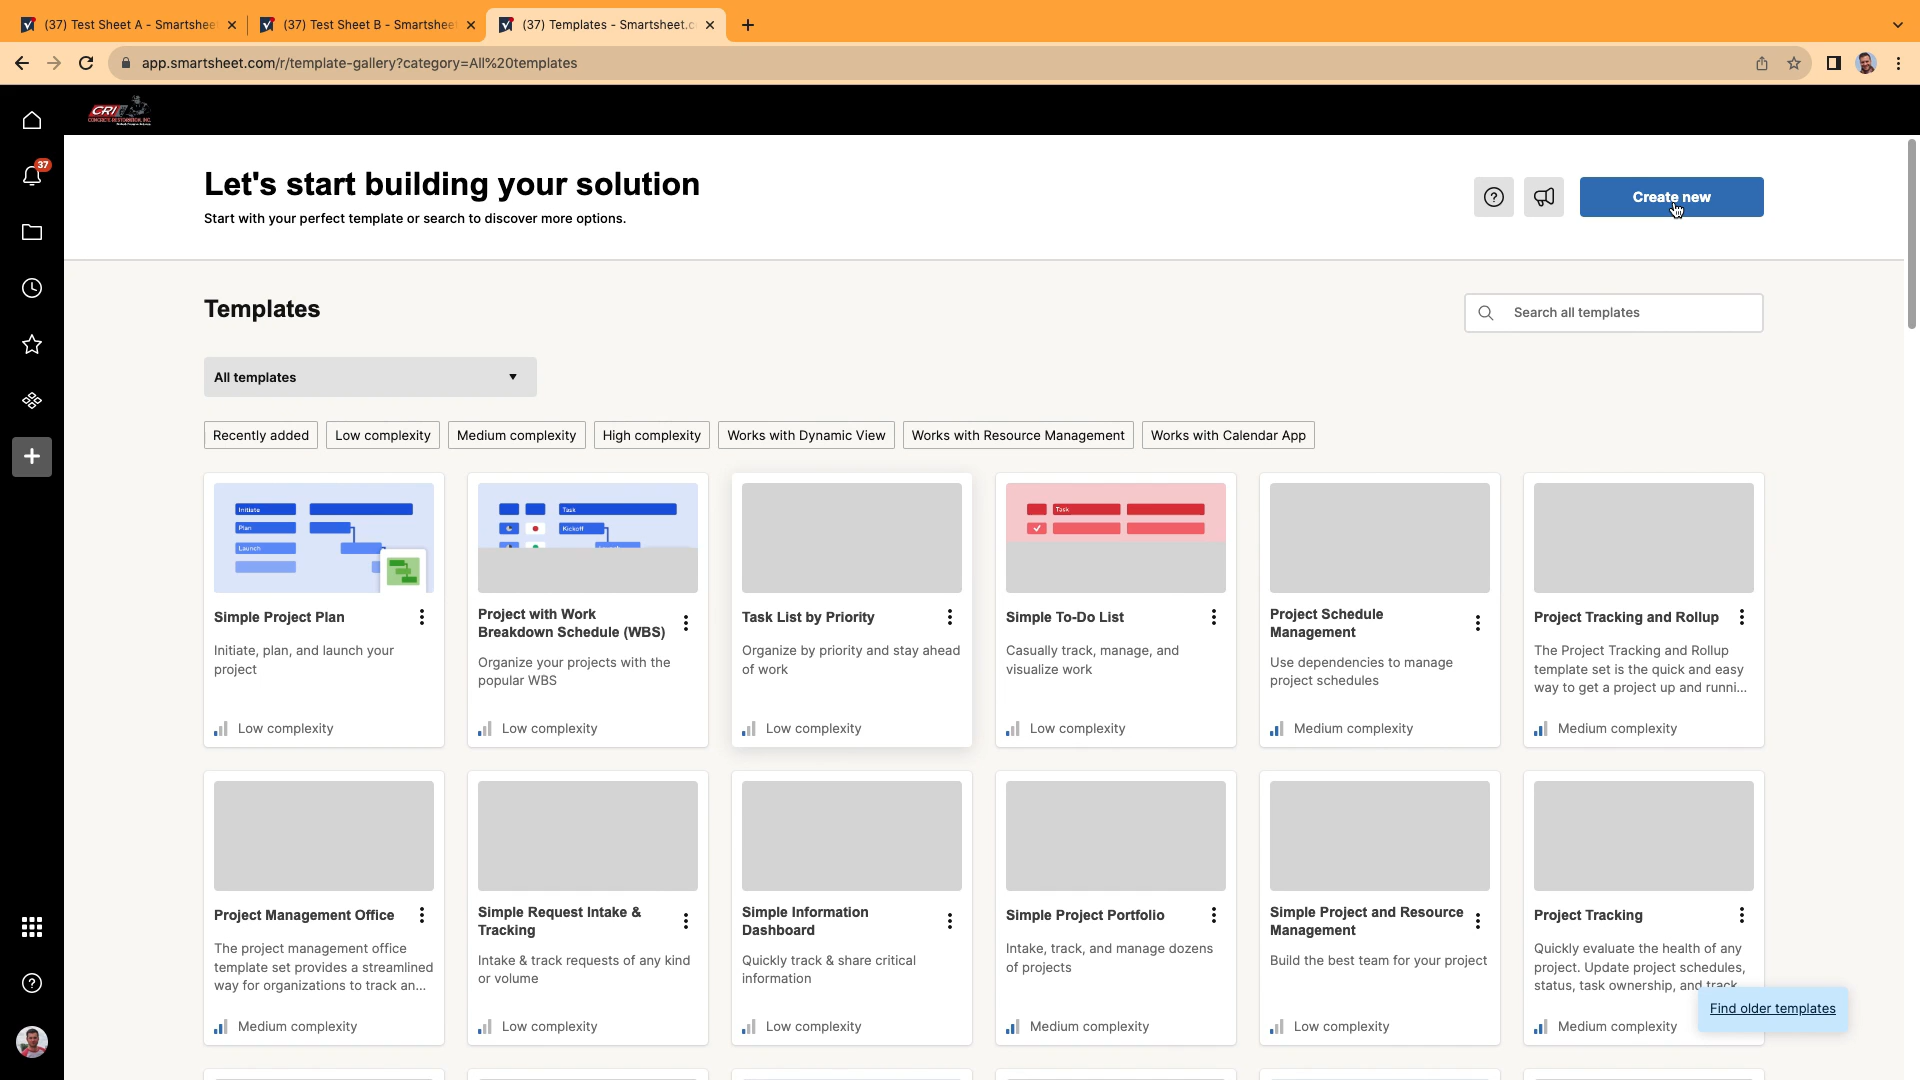 (37) Test Sheet A - Smartshee
(37) Test Sheet B - Smartshee
(37) Templates - Smartsheet.c
app.smartsheet.com/r/template-gallery?category=All%20templates
CRI
37
Let's start building your solution
Start with your perfect template or search to discover more options.
Create new
Templates
Search all templates
All templates
Recently added
Low complexity
Medium complexity
High complexity
Works with Dynamic View
Works with Resource Management
Works with Calendar App
Initiate
Plan
Launch
Task
Kickoff
Task
Simple Project Plan
Initiate, plan, and launch your
project
Low complexity
Project with Work
Breakdown Schedule (WBS)
Organize your projects with the
popular WBS
Low complexity
Task List by Priority
Organize by priority and stay ahead
of work
Low complexity
Simple To-Do List
Casually track, manage, and
visualize work
Low complexity
Project Schedule
Management
Use dependencies to manage
project schedules
Medium complexity
Project Tracking and Rollup
The Project Tracking and Rollup
template set is the quick and easy
way to get a project up and runni...
Medium complexity
Project Management Office
The project management office
template set provides a streamlined
way for organizations to track an...
Medium complexity
Simple Request Intake &
Tracking
Intake & track requests of any kind
or volume
Low complexity
Simple Information
Dashboard
Quickly track & share critical
information
Low complexity
Simple Project Portfolio
Intake, track, and manage dozens
of projects
Medium complexity
Simple Project and Resource
Management
Build the best team for your project
Low complexity
Project Tracking
Quickly evaluate the health of any
project. Update project schedules,
status, task ownership, and track
Medium complexity
Find older templates